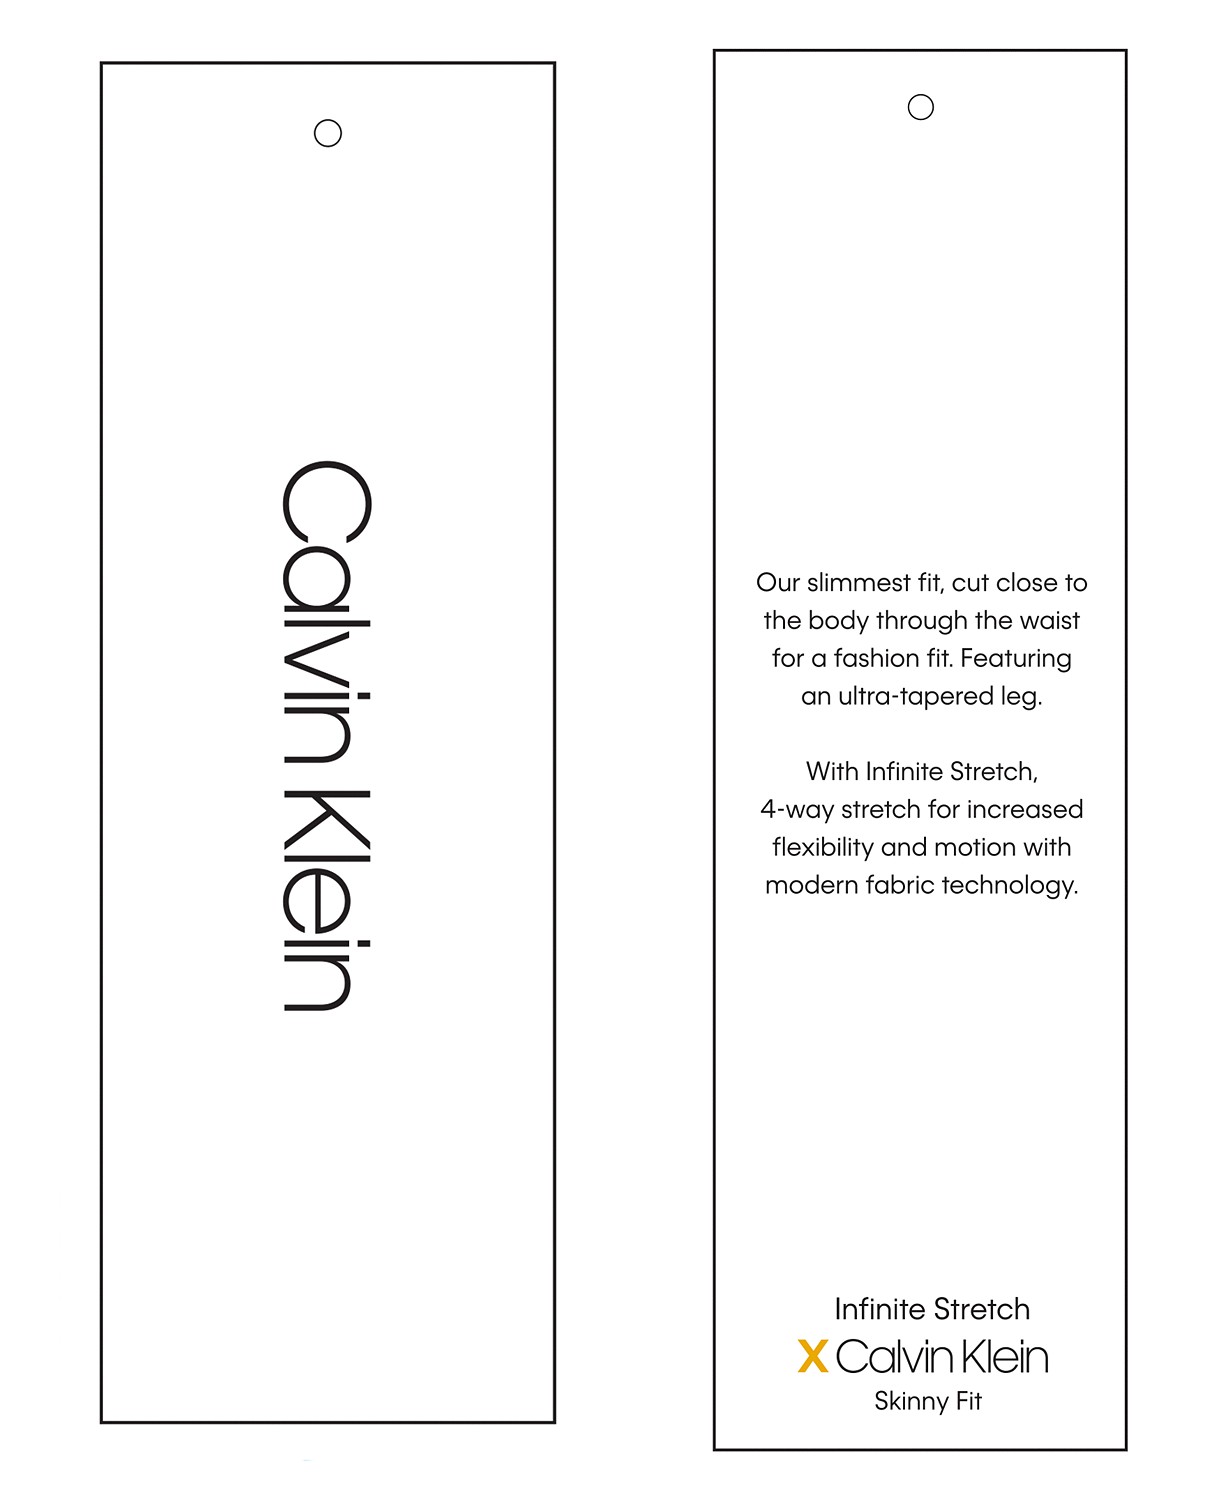 Calvin Klein
Our slimmest fit, cut close to
the body through the waist
for a fashion fit. Featuring
an ultra-tapered leg.
With Infinite Stretch,
4-way stretch for increased
flexibility and motion with
modern fabric technology.
Infinite Stretch
X Calvin Klein
Skinny Fit